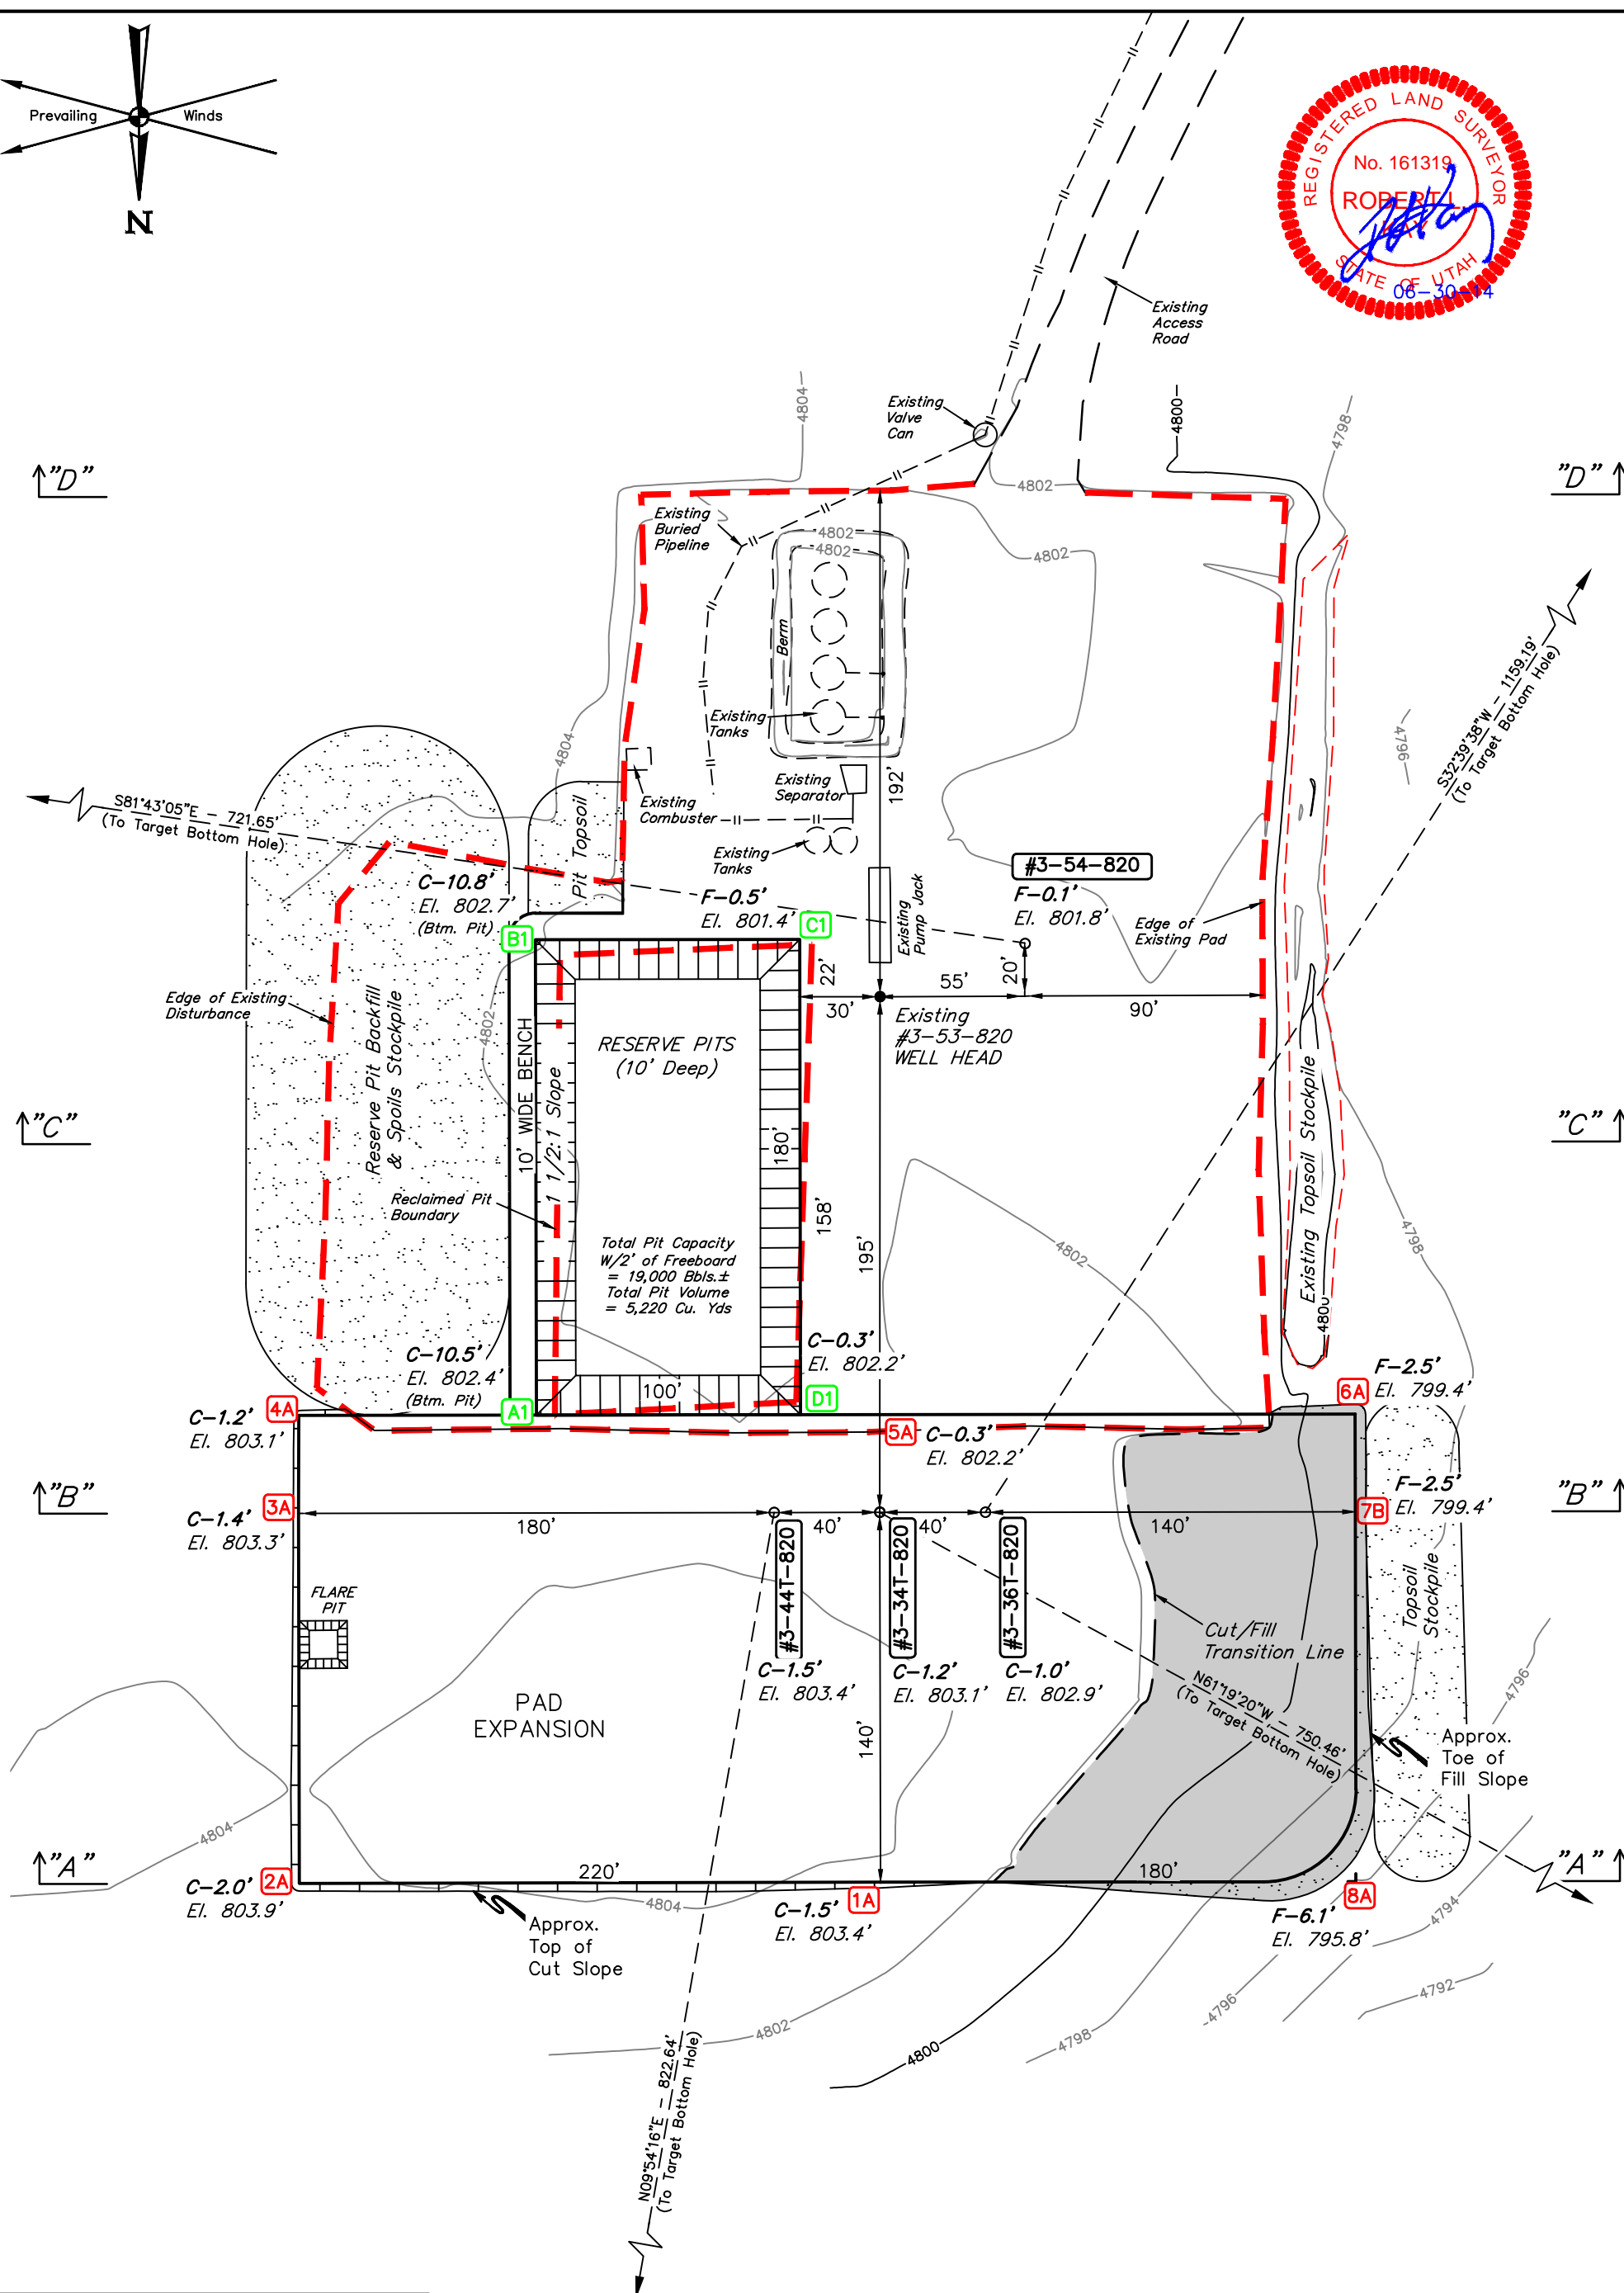 Prevailing
Winds
N
REGISTERED LAND SURVEYOR
No. 161319
ROBERT L.
STATE OF UTAH
06-30-14
Existing
Access
Road
Existing
Valve
Can
4804
4800
4798
"D"
"D"
4802
Existing
Buried
Pipeline
4802
4802
4802
Berm
S32°39'38"W - 1159.19'
(To Target Bottom Hole)
Existing
Tanks
4804
4796
Existing
Separator
192'
S81°43'05"E - 721.65'
(To Target Bottom Hole)
Pit Topsoil
Existing
Combuster
Existing
Tanks
#3-54-820
F-0.1'
El. 801.8'
C-10.8'
El. 802.7'
(Btm. Pit)
F-0.5'
El. 801.4'
B1
C1
Existing
Pump Jack
Edge of
Existing Pad
22'
20'
30'
55'
90'
Edge of Existing
Disturbance
Existing
#3-53-820
WELL HEAD
4802
Reserve Pit Backfill
& Spoils Stockpile
10' WIDE BENCH
1 1/2:1 Slope
RESERVE PITS
(10' Deep)
"C"
"C"
180'
Existing Topsoil Stockpile
Reclaimed Pit
Boundary
158'
195'
4802
4798
Total Pit Capacity
W/2' of Freeboard
= 19,000 Bbls.±
Total Pit Volume
= 5,220 Cu. Yds
4800
C-10.5'
El. 802.4'
(Btm. Pit)
C-0.3'
El. 802.2'
100'
A1
D1
F-2.5'
El. 799.4'
6A
4A
C-1.2'
El. 803.1'
5A
C-0.3'
El. 802.2'
"B"
"B"
3A
C-1.4'
El. 803.3'
F-2.5'
El. 799.4'
7B
180'
40'
40'
140'
#3-44T-820
#3-34T-820
#3-36T-820
FLARE
PIT
Topsoil
Stockpile
Cut/Fill
Transition Line
C-1.5'
El. 803.4'
C-1.2'
El. 803.1'
C-1.0'
El. 802.9'
N61°19'20"W - 750.46'
(To Target Bottom Hole)
4796
PAD
EXPANSION
140'
Approx.
Toe of
Fill Slope
4804
"A"
"A"
220'
180'
2A
C-2.0'
El. 803.9'
4804
1A
C-1.5'
El. 803.4'
8A
F-6.1'
El. 795.8'
4794
Approx.
Top of
Cut Slope
4792
4796
4802
4798
4800
N09°54'16"E - 822.64'
(To Target Bottom Hole)